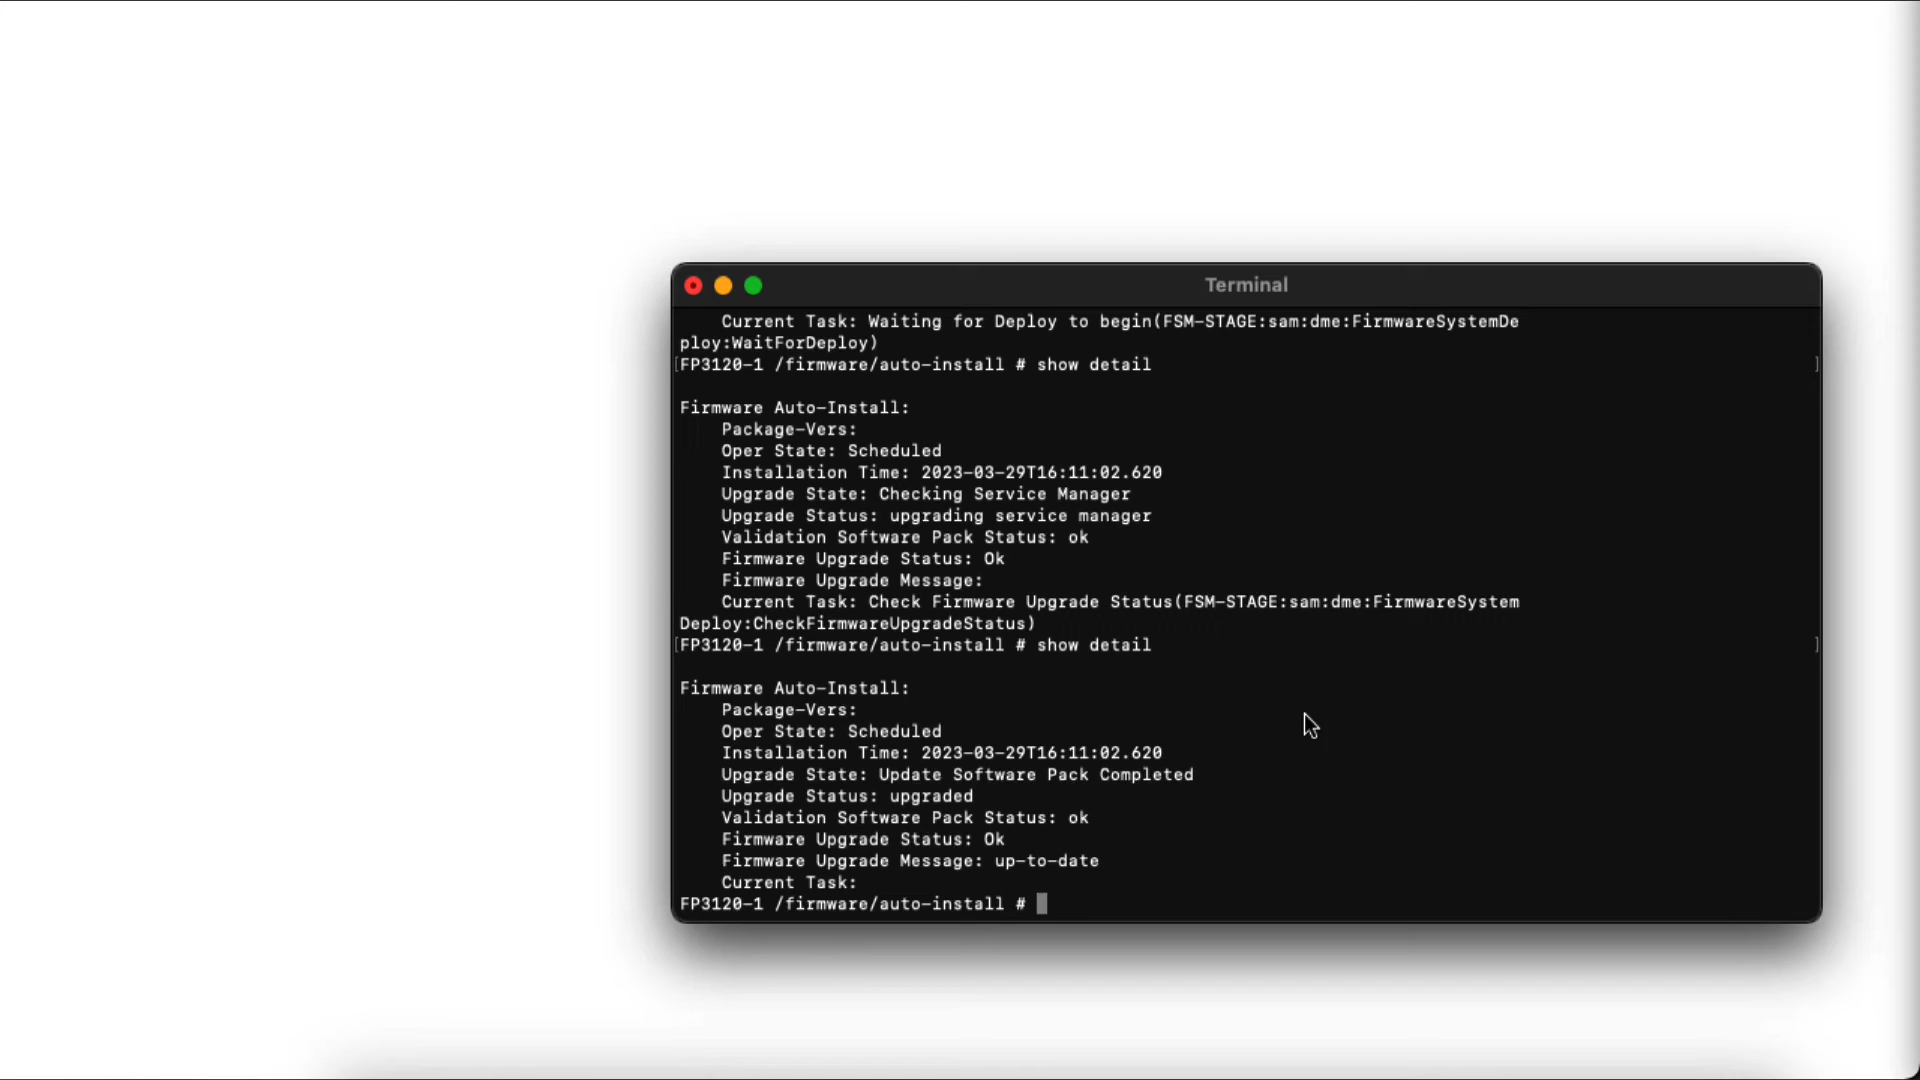 Terminal
Current Task: Waiting for Deploy to begin(FSM-STAGE:sam:dme:FirmwareSystemDe
ploy:WaitForDeploy)
[FP3120-1 /firmware/auto-install # show detail ]
Firmware Auto-Install:
Package-Vers:
Oper State: Scheduled
Installation Time: 2023-03-29T16:11:02.620
Upgrade State: Checking Service Manager
Upgrade Status: upgrading service manager
Validation Software Pack Status: ok
Firmware Upgrade Status: Ok
Firmware Upgrade Message:
Current Task: Check Firmware Upgrade Status(FSM-STAGE:sam:dme:FirmwareSystem
Deploy:CheckFirmwareUpgradeStatus)
[FP3120-1 /firmware/auto-install # show detail ]
Firmware Auto-Install:
Package-Vers:
Oper State: Scheduled
Installation Time: 2023-03-29T16:11:02.620
Upgrade State: Update Software Pack Completed
Upgrade Status: upgraded
Validation Software Pack Status: ok
Firmware Upgrade Status: Ok
Firmware Upgrade Message: up-to-date
Current Task:
FP3120-1 /firmware/auto-install #